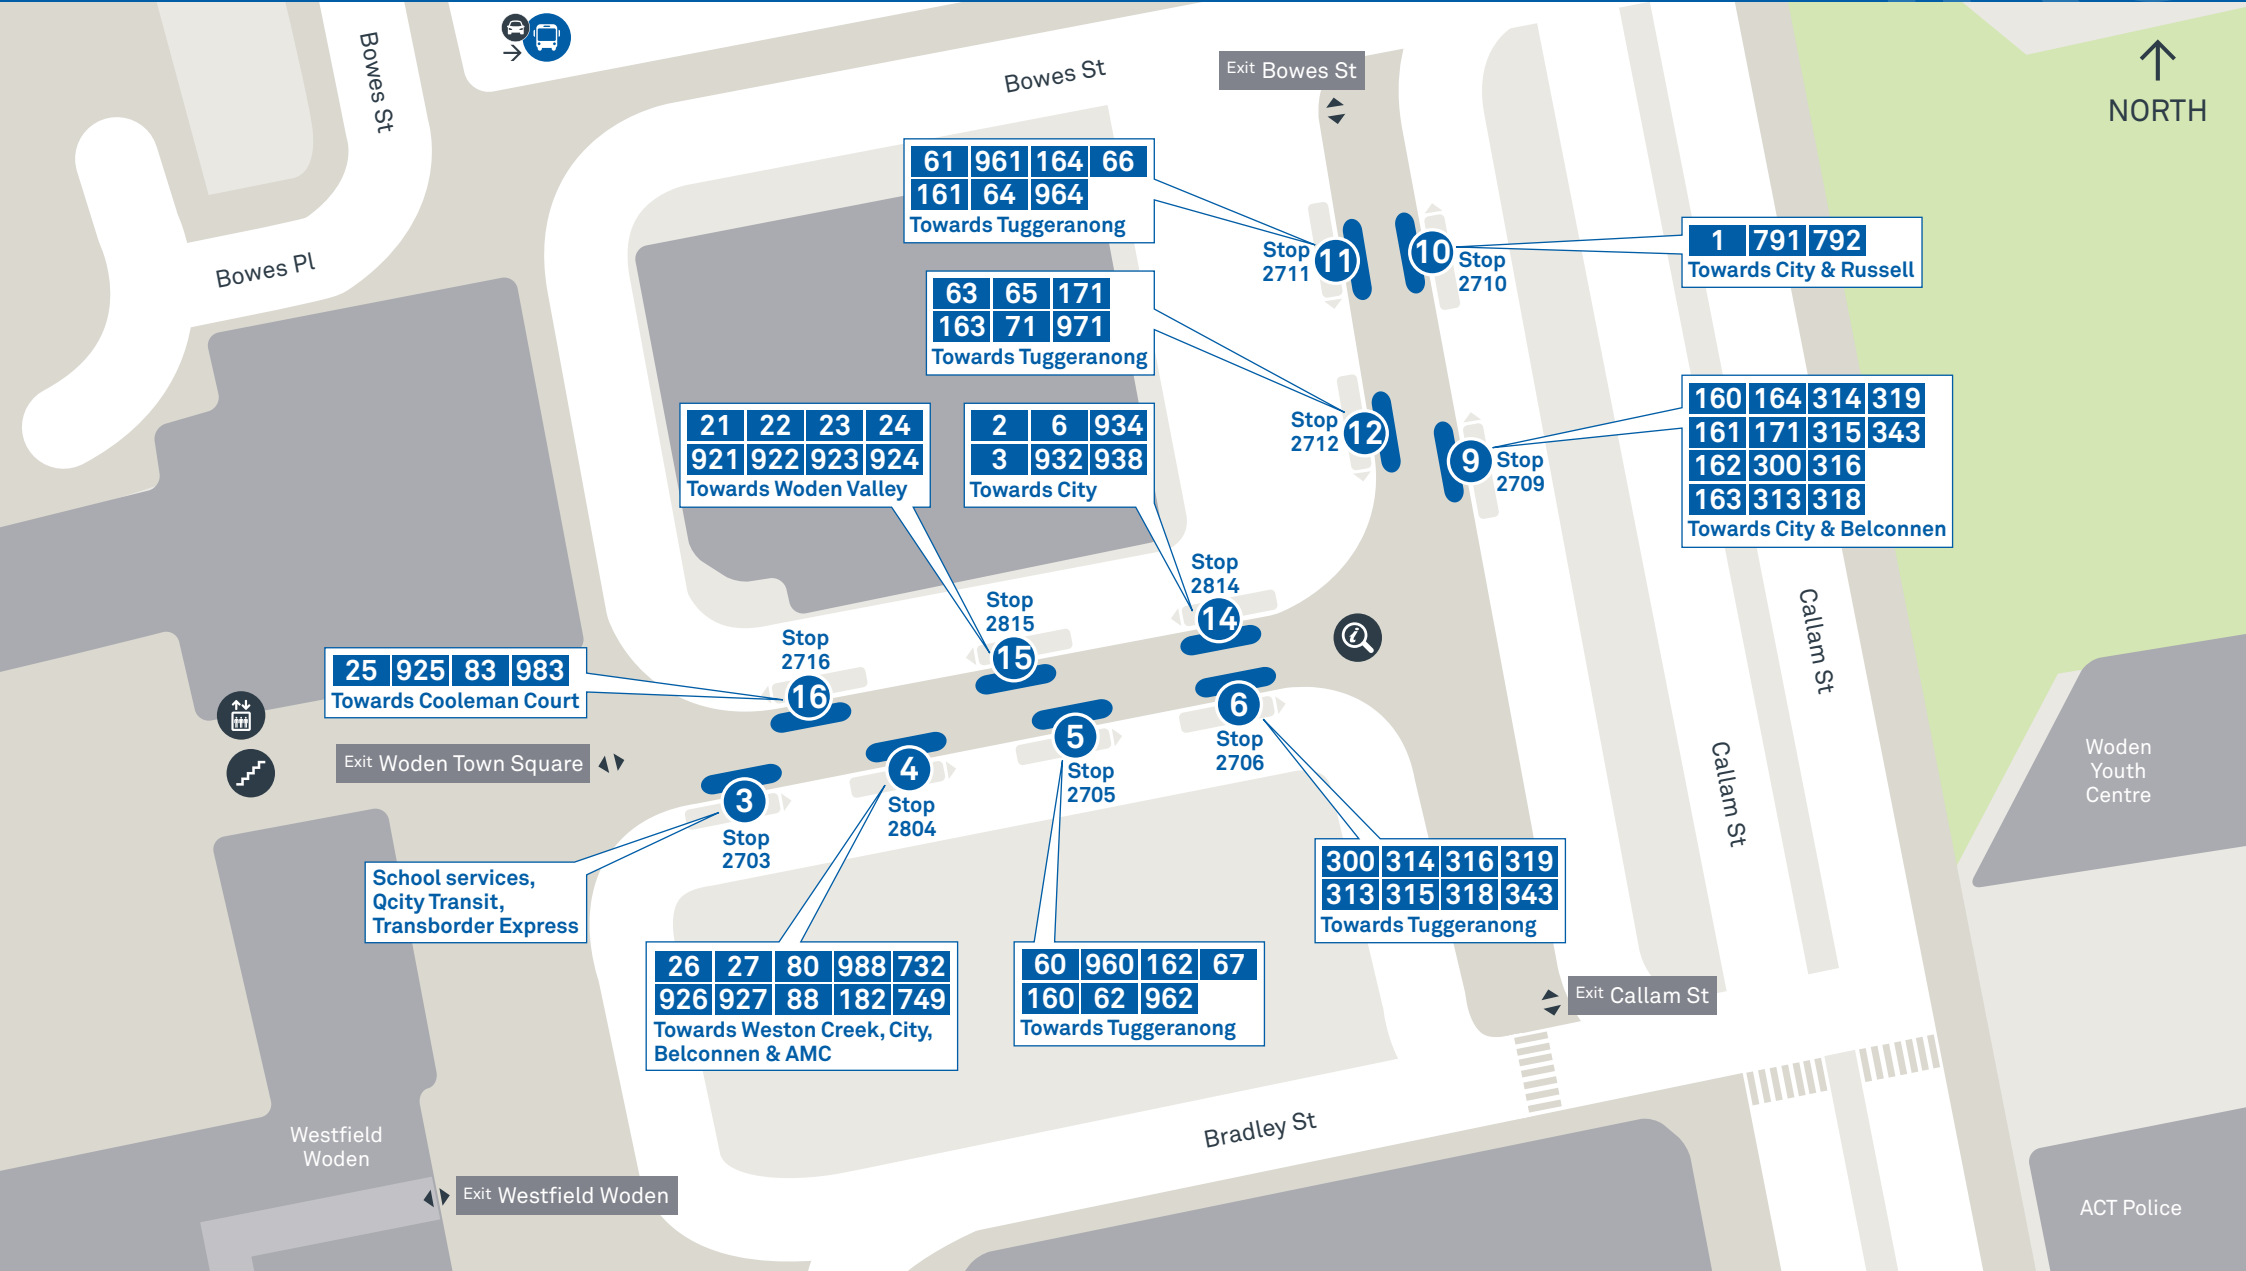 Bowes St
Bowes St
Exit Bowes St
NORTH
61 961 164 66
161 64 964
Towards Tuggeranong
Stop
2711
11
10
Stop
2710
1 791 792
Towards City & Russell
Bowes Pl
63 65 171
163 71 971
Towards Tuggeranong
Stop
2712
12
9
Stop
2709
160 164 314 319
161 171 315 343
162 300 316
163 313 318
Towards City & Belconnen
21 22 23 24
921 922 923 924
Towards Woden Valley
2 6 934
3 932 938
Towards City
Stop
2814
14
Stop
2815
15
Stop
2716
16
25 925 83 983
Towards Cooleman Court
Callam St
Callam St
Exit Woden Town Square
3
Stop
2703
4
Stop
2804
5
Stop
2705
6
Stop
2706
Woden
Youth
Centre
School services,
Qcity Transit,
Transborder Express
300 314 316 319
313 315 318 343
Towards Tuggeranong
26 27 80 988 732
926 927 88 182 749
Towards Weston Creek, City,
Belconnen & AMC
60 960 162 67
160 62 962
Towards Tuggeranong
Exit Callam St
Bradley St
Westfield
Woden
Exit Westfield Woden
ACT Police